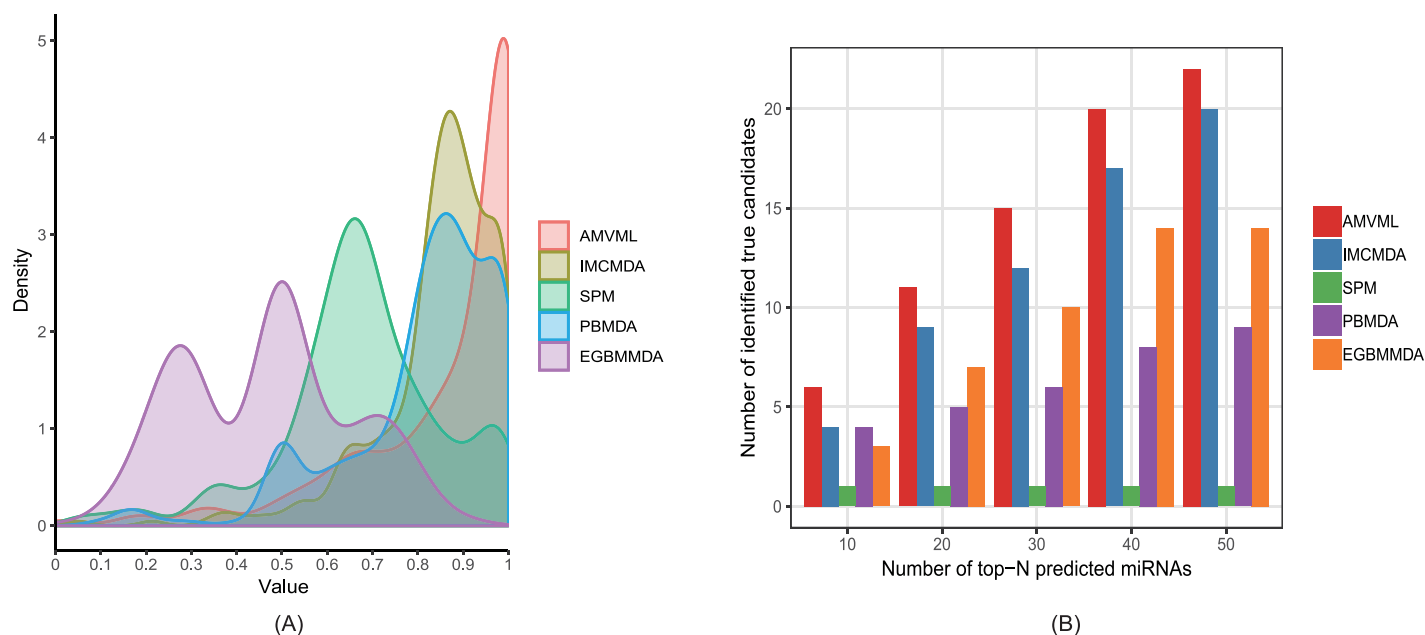 5
4
3
2
1
0
Density
0 0.1 0.2 0.3 0.4 0.5 0.6 0.7 0.8 0.9 1
Value
AMVML
IMCMDA
SPM
PBMDA
EGBMMDA
(A)
20
15
10
5
0
Number of identified true candidates
10 20 30 40 50
Number of top-N predicted miRNAs
AMVML
IMCMDA
SPM
PBMDA
EGBMMDA
(B)